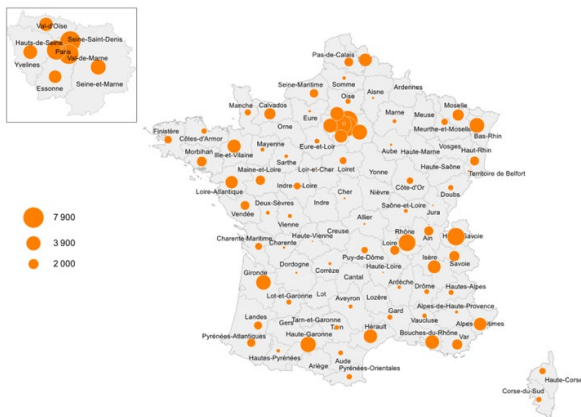 Val-d'Oise
Seine-Saint-Denis
Hauts-de-Seine
Paris
Val-de-Marne
Yvelines
Seine-et-Marne
Essonne
7 900
3 900
2 000
Pas-de-Calais
Somme
Seine-Maritime
Aisne
Ardennes
Oise
Manche
Calvados
Eure
Marne
Meuse
Moselle
Meurthe-et-Moselle
Bas-Rhin
Orne
Finistère
Côtes-d'Armor
Mayenne
Eure-et-Loir
Aube
Haute-Marne
Vosges
Haut-Rhin
Morbihan
Ille-et-Vilaine
Sarthe
Yonne
Haute-Saône
Territoire de Belfort
Maine-et-Loire
Loir-et-Cher
Loiret
Loire-Atlantique
Indre-et-Loire
Cher
Nièvre
Côte-d'Or
Doubs
Deux-Sèvres
Indre
Saône-et-Loire
Jura
Vendée
Vienne
Allier
Creuse
Rhône
Ain
Haute-Vienne
Charente-Maritime
Charente
Loire
Puy-de-Dôme
Isère
Savoie
Dordogne
Corrèze
Haute-Loire
Gironde
Cantal
Ardèche
Drôme
Hautes-Alpes
Lot-et-Garonne
Lot
Lozère
Aveyron
Alpes-de-Haute-Provence
Landes
Gers
Tarn-et-Garonne
Gard
Vaucluse
Tarn
Pyrénées-Atlantiques
Haute-Garonne
Hérault
Bouches-du-Rhône
Var
Hautes-Pyrénées
Ariège
Aude
Pyrénées-Orientales
Haute-Corse
Corse-du-Sud